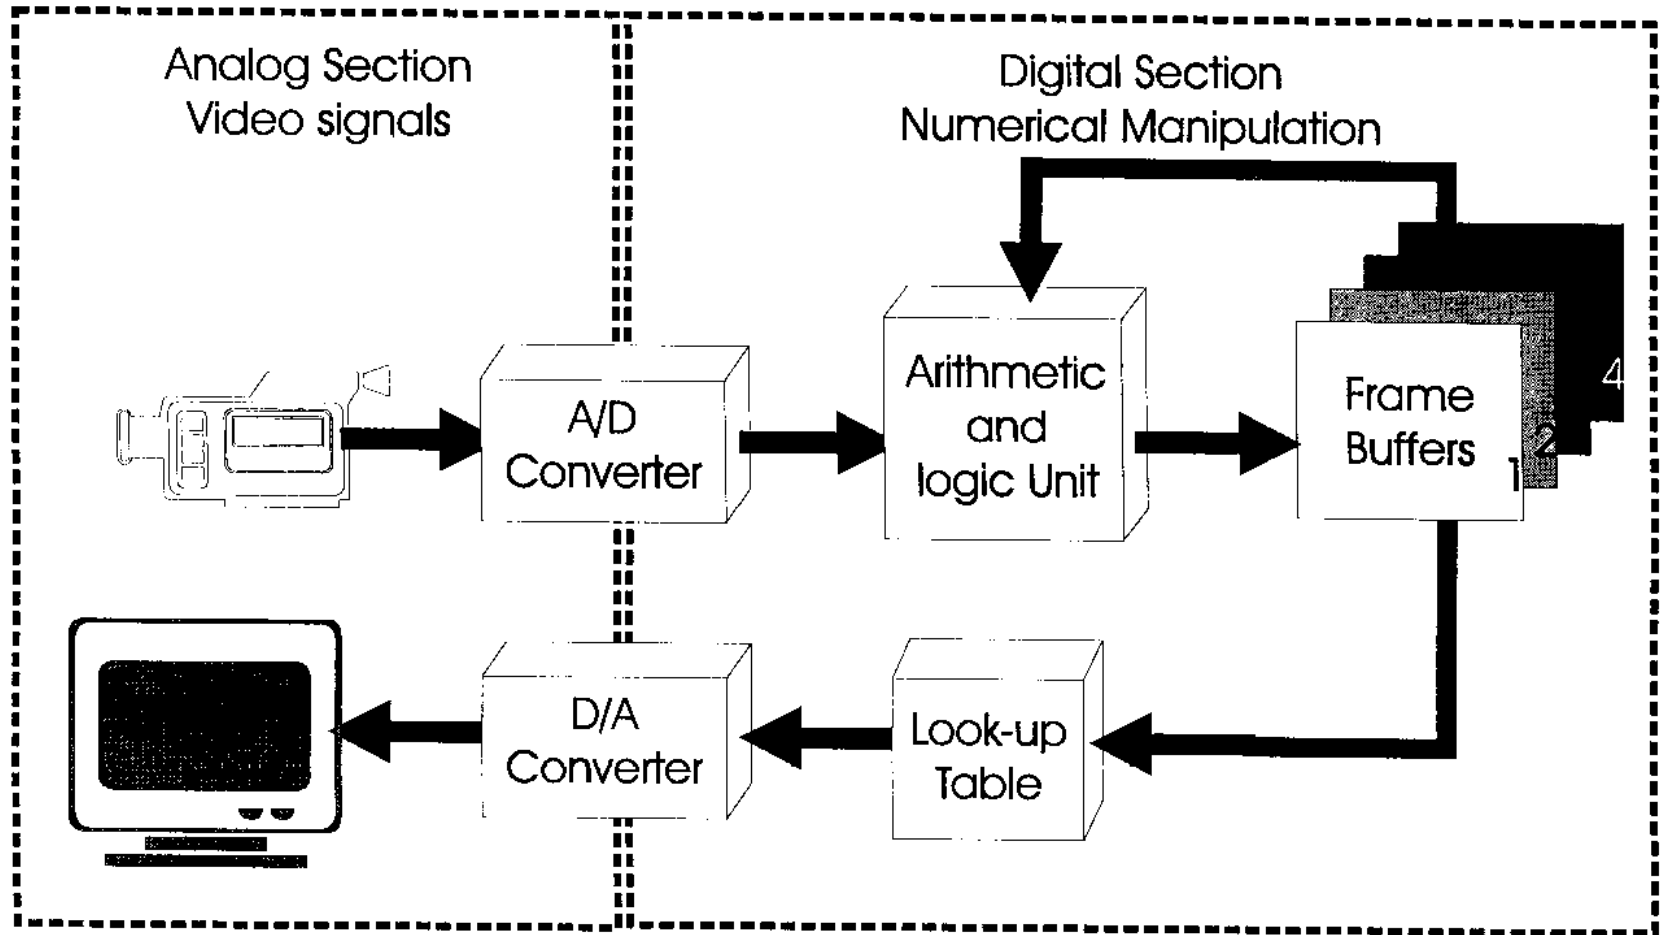 Analog Section
Video signals
Digital Section
Numerical Manipulation
A/D
Converter
Arithmetic
and
logic Unit
Frame
Buffers
1
2
4
D/A
Converter
Look-up
Table